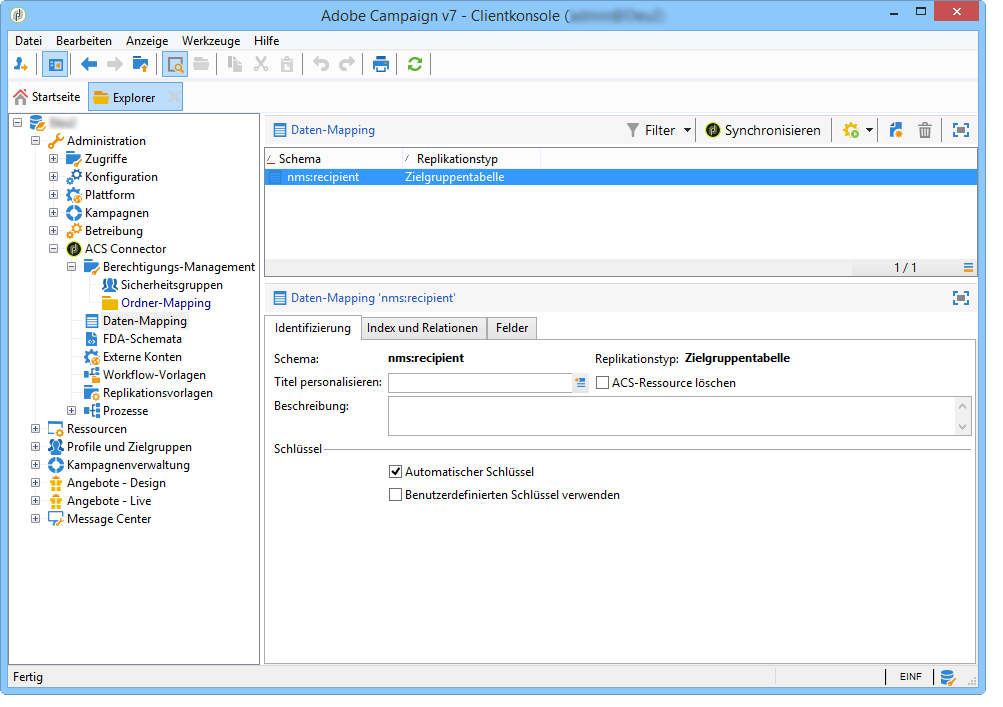 Adobe Campaign v7 - Clientkonsole (
Datei Bearbeiten Anzeige Werkzeuge Hilfe
Startseite Explorer
Administration
Zugriffe
Konfiguration
Plattform
Kampagnen
Betreibung
ACS Connector
Berechtigungs-Management
Sicherheitsgruppen
Ordner-Mapping
Daten-Mapping
FDA-Schemata
Externe Konten
Workflow-Vorlagen
Replikationsvorlagen
Prozesse
Ressourcen
Profile und Zielgruppen
Kampagnenverwaltung
Angebote - Design
Angebote - Live
Message Center
Daten-Mapping Filter Synchronisieren
Schema Replikationstyp
nms:recipient Zielgruppentabelle
1 / 1
Daten-Mapping 'nms:recipient'
Identifizierung Index und Relationen Felder
Schema: nms:recipient Replikationstyp: Zielgruppentabelle
Titel personalisieren: ACS-Ressource löschen
Beschreibung:
Schlüssel
Automatischer Schlüssel
Benutzerdefinierten Schlüssel verwenden
Fertig EINF